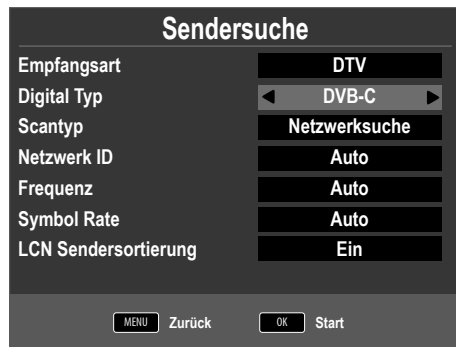 Sendersuche
Empfangsart DTV
Digital Typ DVB-C
Scantyp Netzwerksuche
Netzwerk ID Auto
Frequenz Auto
Symbol Rate Auto
LCN Sendersortierung Ein
MENU Zurück OK Start